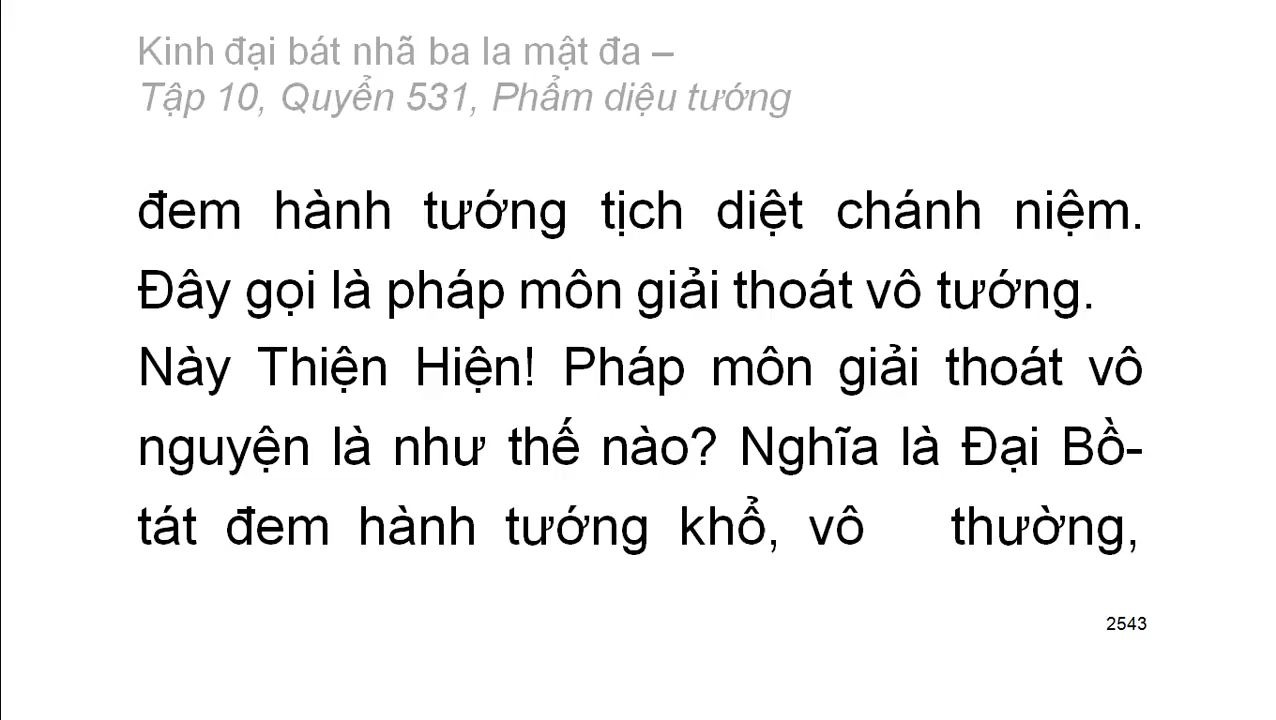 Kinh đại bát nhã ba la mật đa –
Tập 10, Quyển 531, Phẩm diệu tướng
đem hành tướng tịch diệt chánh niệm.
Đây gọi là pháp môn giải thoát vô tướng.
Này Thiện Hiện! Pháp môn giải thoát vô
nguyện là như thế nào? Nghĩa là Đại Bồ-
tát đem hành tướng khổ, vô thường,
2543